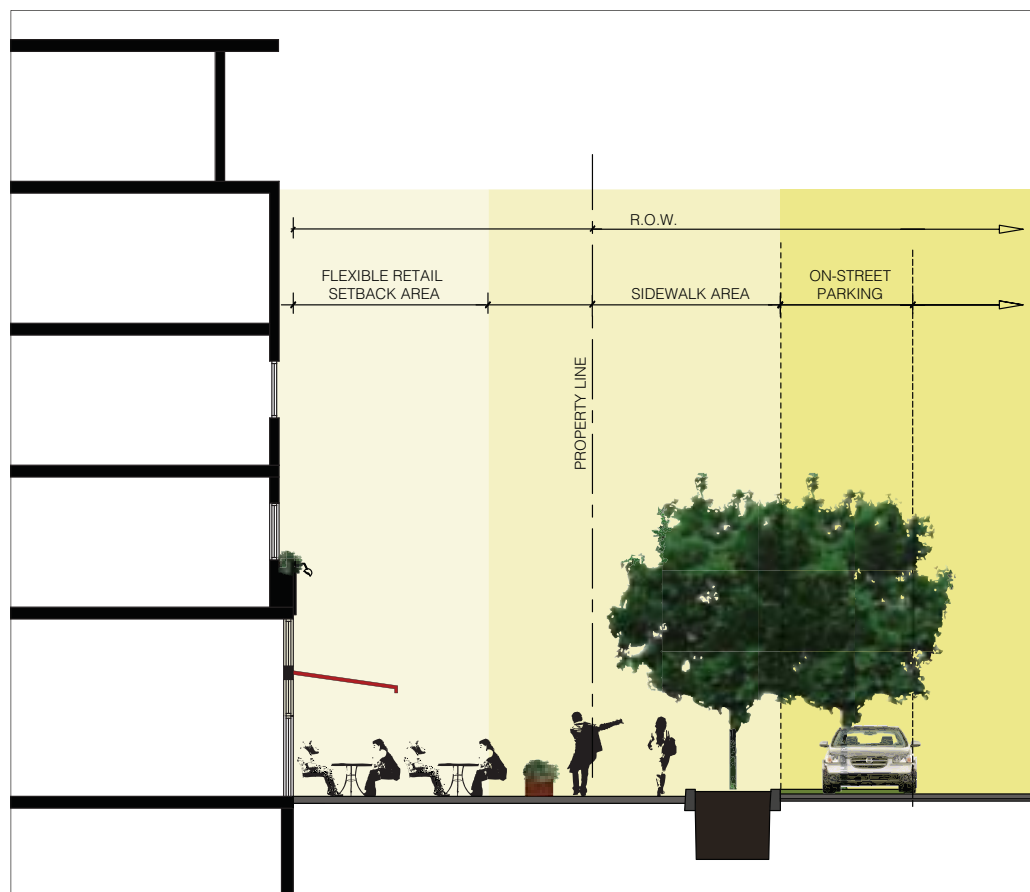 R.O.W.
FLEXIBLE RETAIL
SETBACK AREA
SIDEWALK AREA
ON-STREET
PARKING
PROPERTY LINE